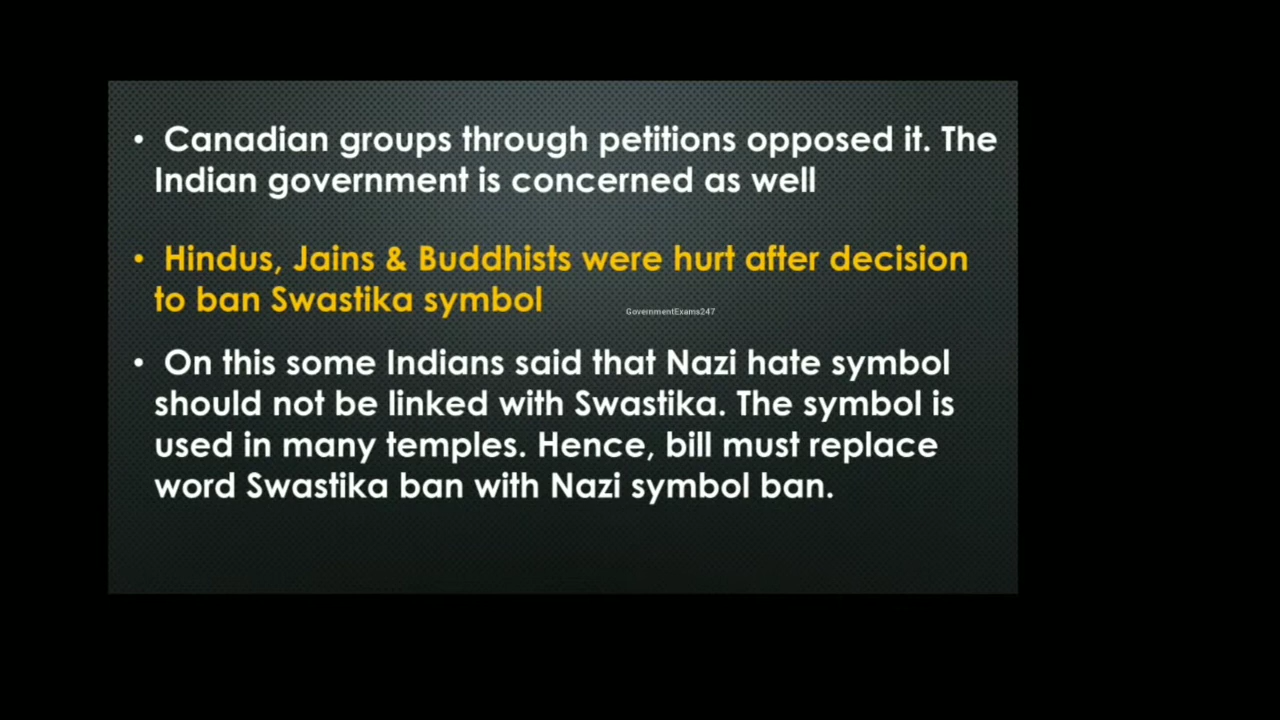 • Canadian groups through petitions opposed it. The
Indian government is concerned as well
• Hindus, Jains & Buddhists were hurt after decision
to ban Swastika symbol
GovernmentExams247
• On this some Indians said that Nazi hate symbol
should not be linked with Swastika. The symbol is
used in many temples. Hence, bill must replace
word Swastika ban with Nazi symbol ban.